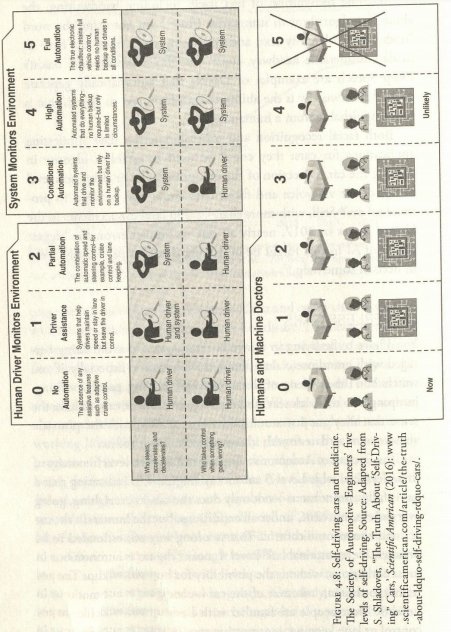 Human Driver Monitors Environment
System Monitors Environment
0
No
Automation
The absence of any
assistive features
such as adaptive
cruise control.
1
Driver
Assistance
Systems that help
drivers maintain
speed or stay in lane
but leave the driver in
control.
2
Partial
Automation
The combination of
automatic speed and
steering control–for
example, cruise
control and lane
keeping.
3
Conditional
Automation
Automated systems
that drive and
monitor the
environment but rely
on a human driver for
backup.
4
High
Automation
Automated systems
that do everything–
no human backup
required–but only
in limited
circumstances.
5
Full
Automation
The true electronic
chauffeur: retains full
vehicle control,
needs no human
backup and drives in
all conditions.
Who steers,
accelerates, and
decelerates?
Human driver
Human driver
and system
System
System
System
System
Who takes control
when something
goes wrong?
Human driver
Human driver
Human driver
Human driver
System
System
Humans and Machine Doctors
0
1
2
3
4
5
Now
Unlikely
FIGURE 4.8: Self-driving cars and medicine.
The Society of Automotive Engineers' five
levels of self-driving. Source: Adapted from
S. Shladover, "The Truth About 'Self-Driv-
ing' Cars," Scientific American (2016): www
.scientificamerican.com/article/the-truth
-about-ldquo-self-driving-rdquo-cars/.